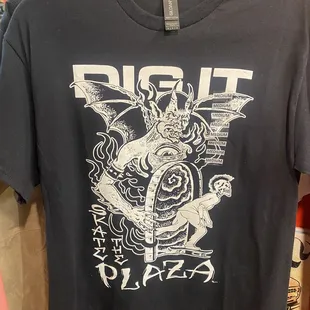 DIG IT
SKATE
THE
PLAZA